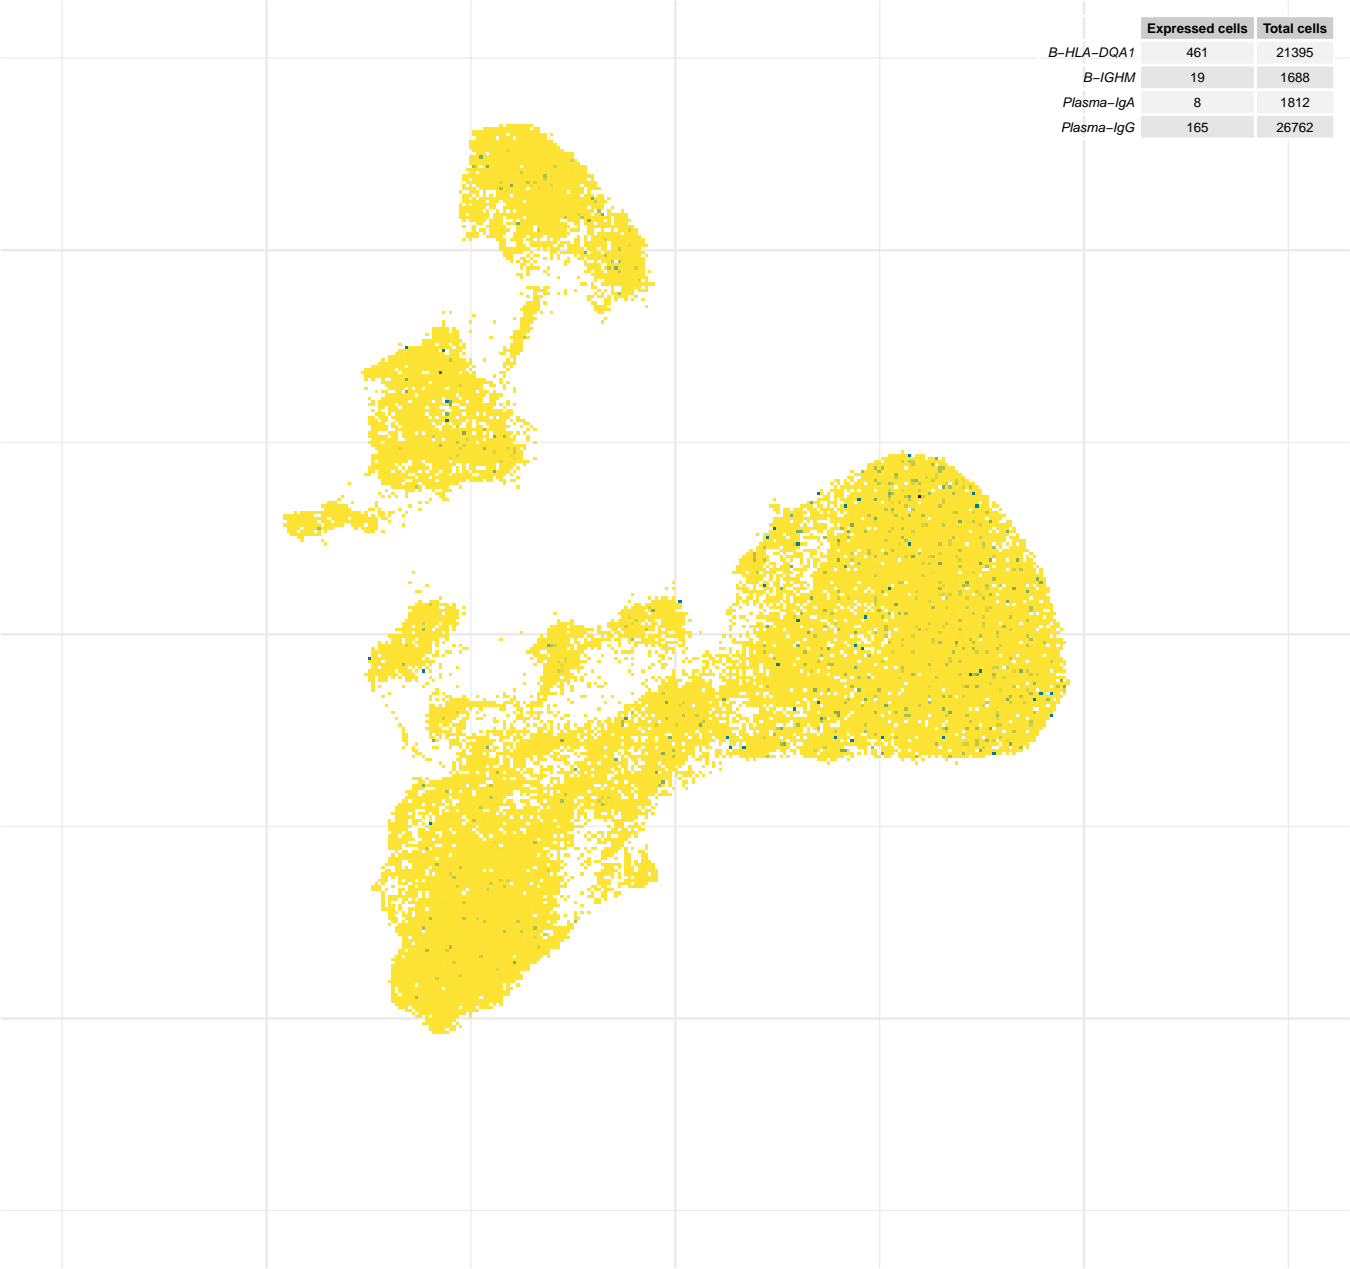 Expressed cells Total cells
B−HLA−DQA1 461 21395
B−IGHM 19 1688
Plasma−IgA 8 1812
Plasma−IgG 165 26762